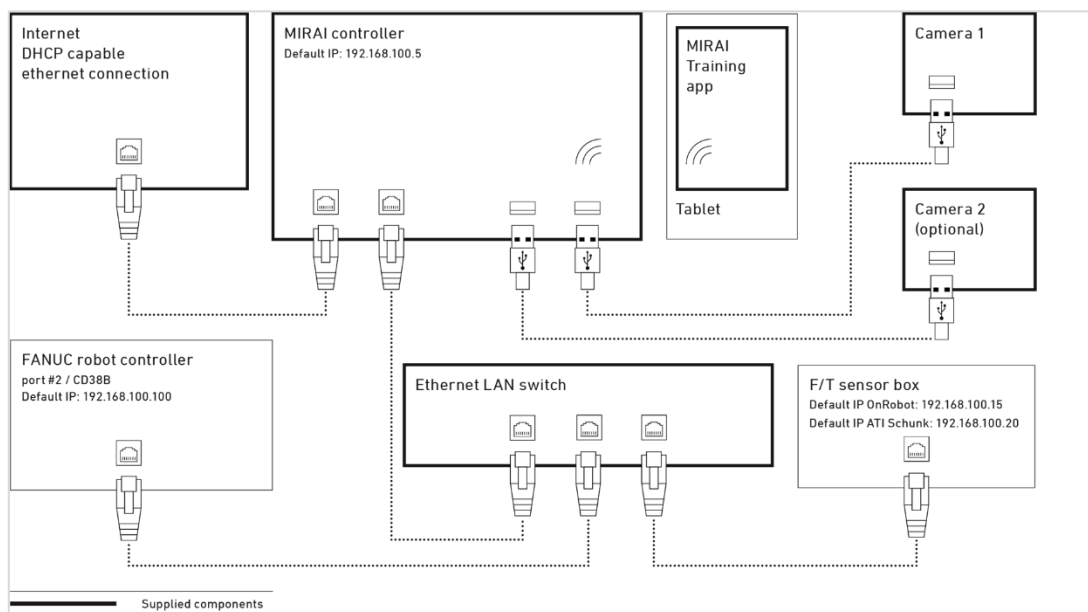 Internet
DHCP capable
ethernet connection
MIRAI controller
Default IP: 192.168.100.5
MIRAI
Training
app
Tablet
Camera 1
Camera 2
(optional)
FANUC robot controller
port #2 / CD38B
Default IP: 192.168.100.100
Ethernet LAN switch
F/T sensor box
Default IP OnRobot: 192.168.100.15
Default IP ATI Schunk: 192.168.100.20
Supplied components